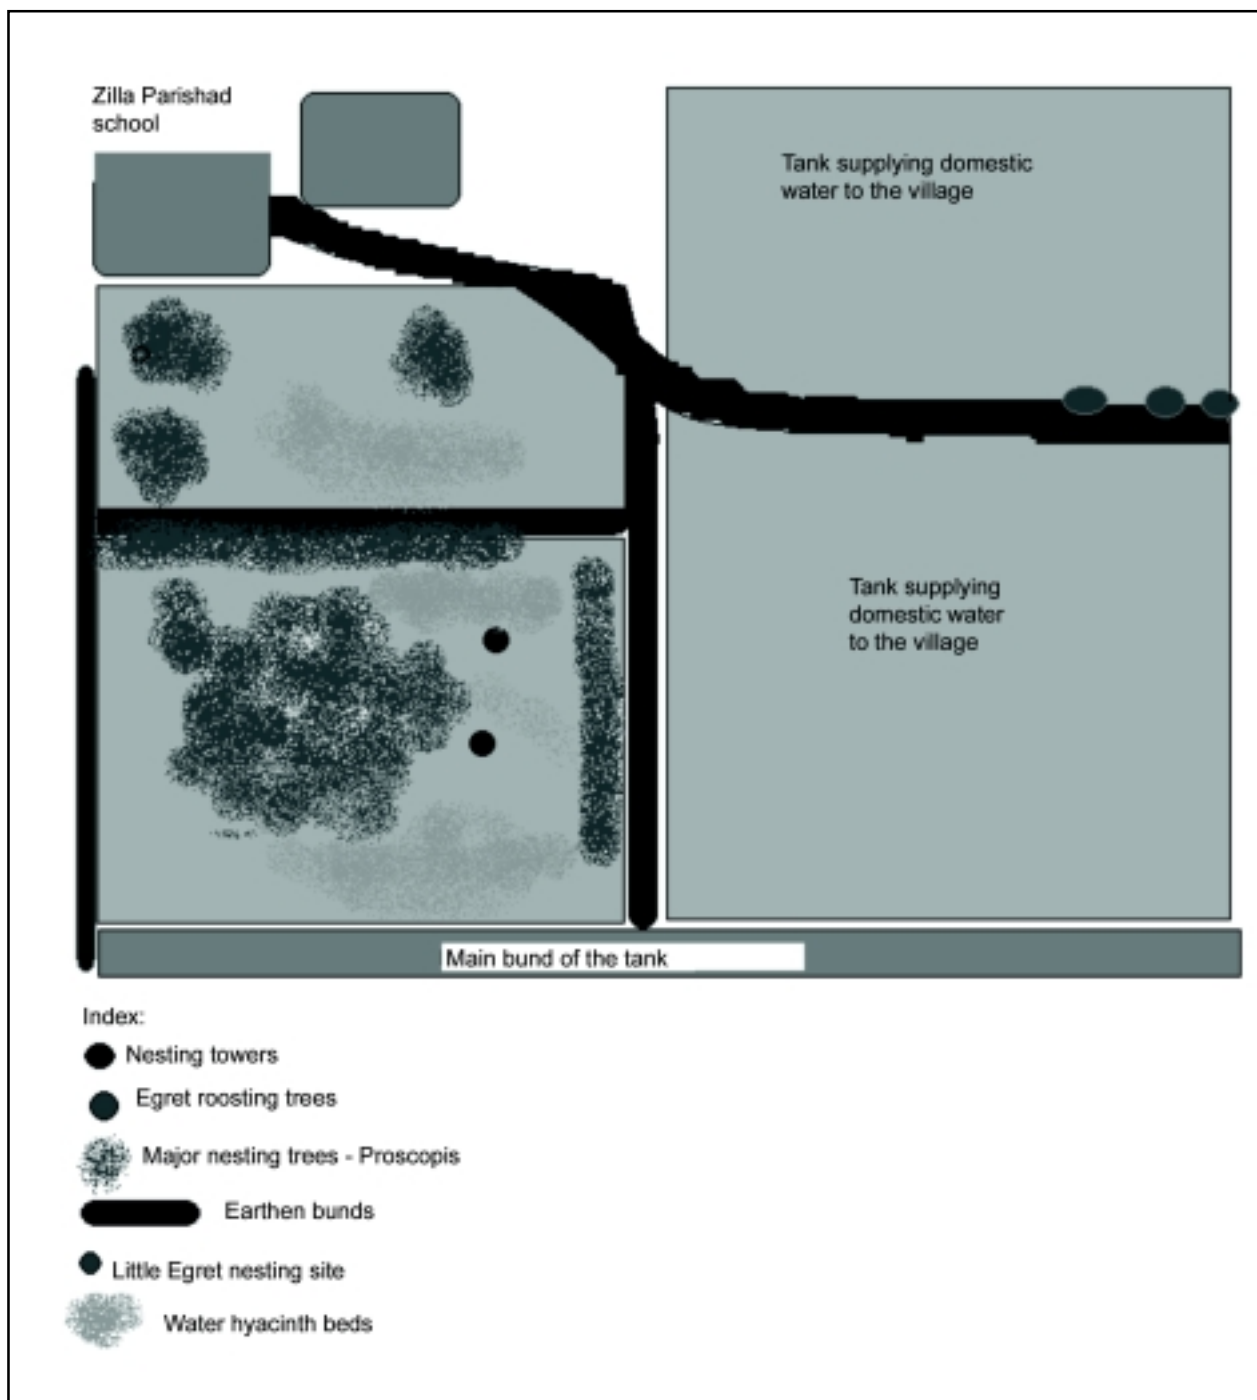 Zilla Parishad
school
Tank supplying domestic
water to the village
Tank supplying
domestic water
to the village
Main bund of the tank
Index:
Nesting towers
Egret roosting trees
Major nesting trees - Proscopis
Earthen bunds
Little Egret nesting site
Water hyacinth beds